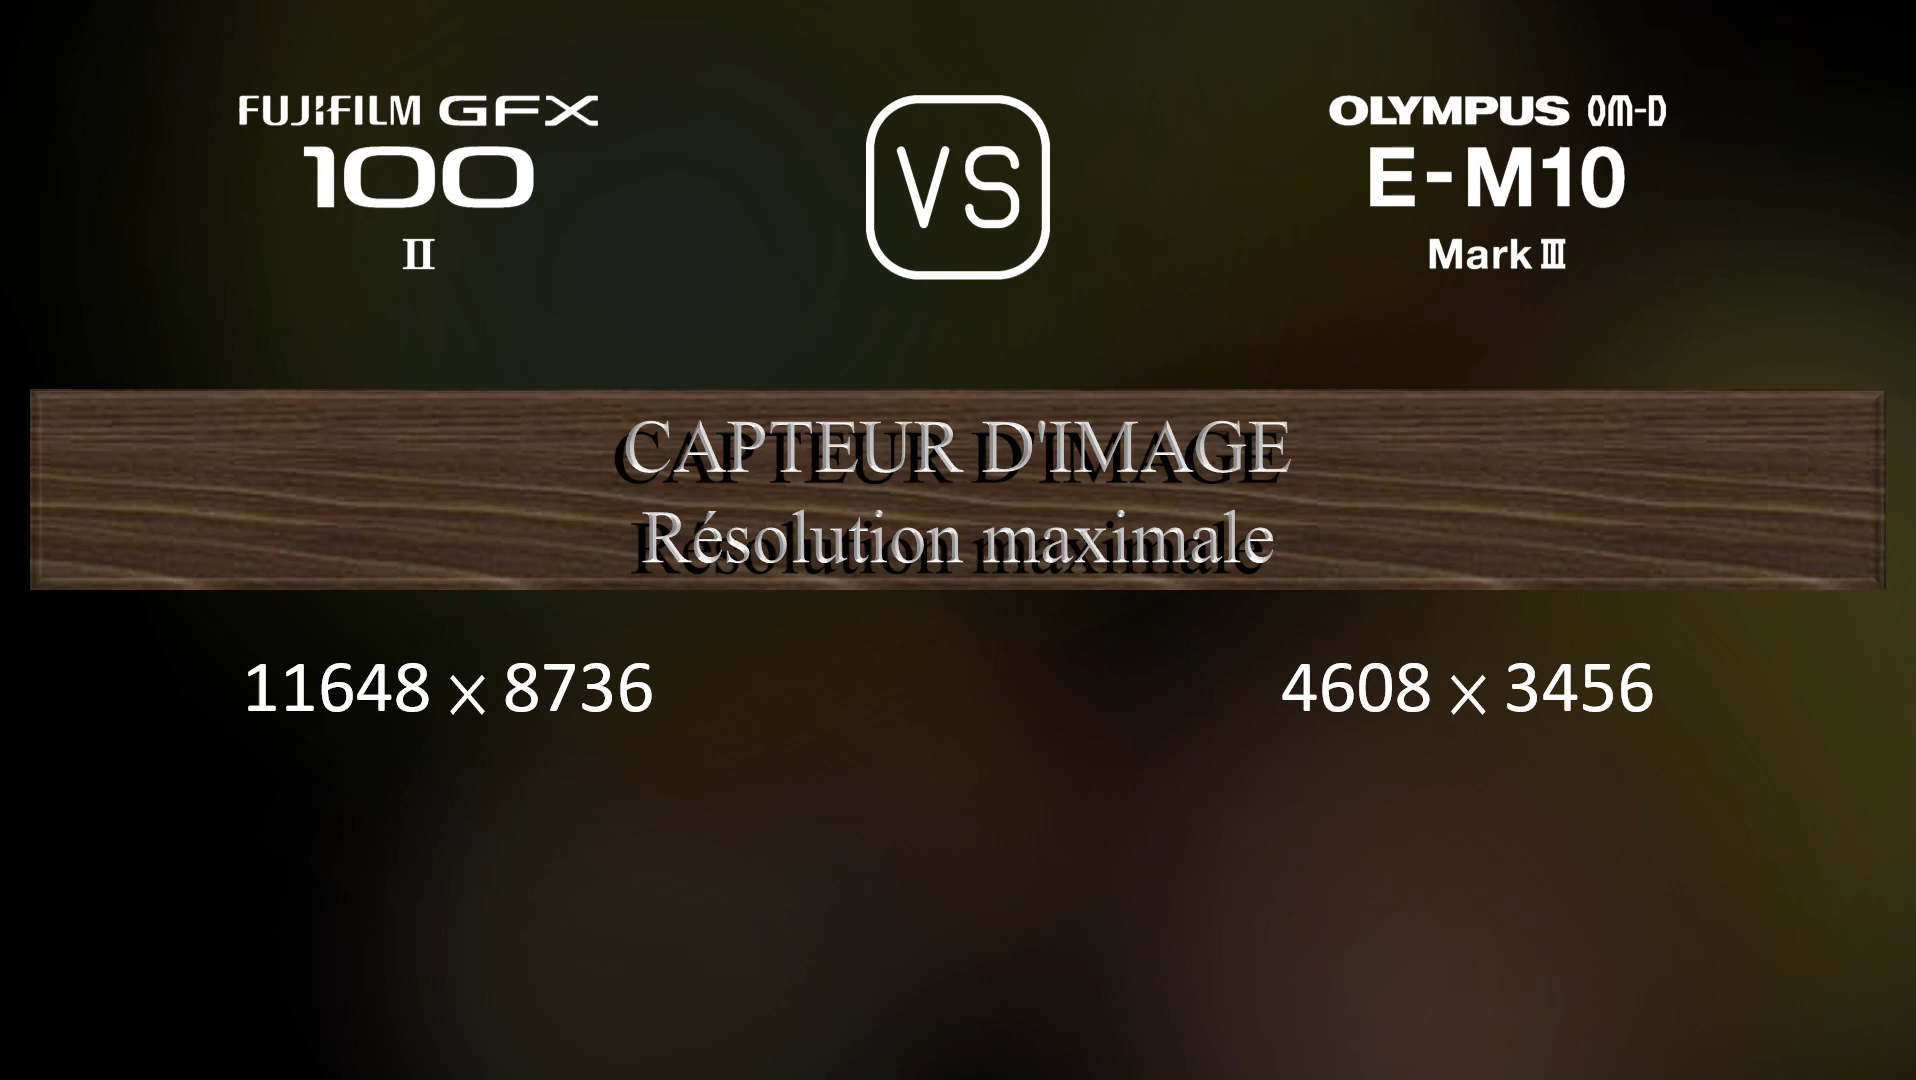 FUJIFILM GFX
100
II
VS
OLYMPUS OM-D
E-M10
Mark III
CAPTEUR D'IMAGE
Résolution maximale
11648 x 8736
4608 x 3456